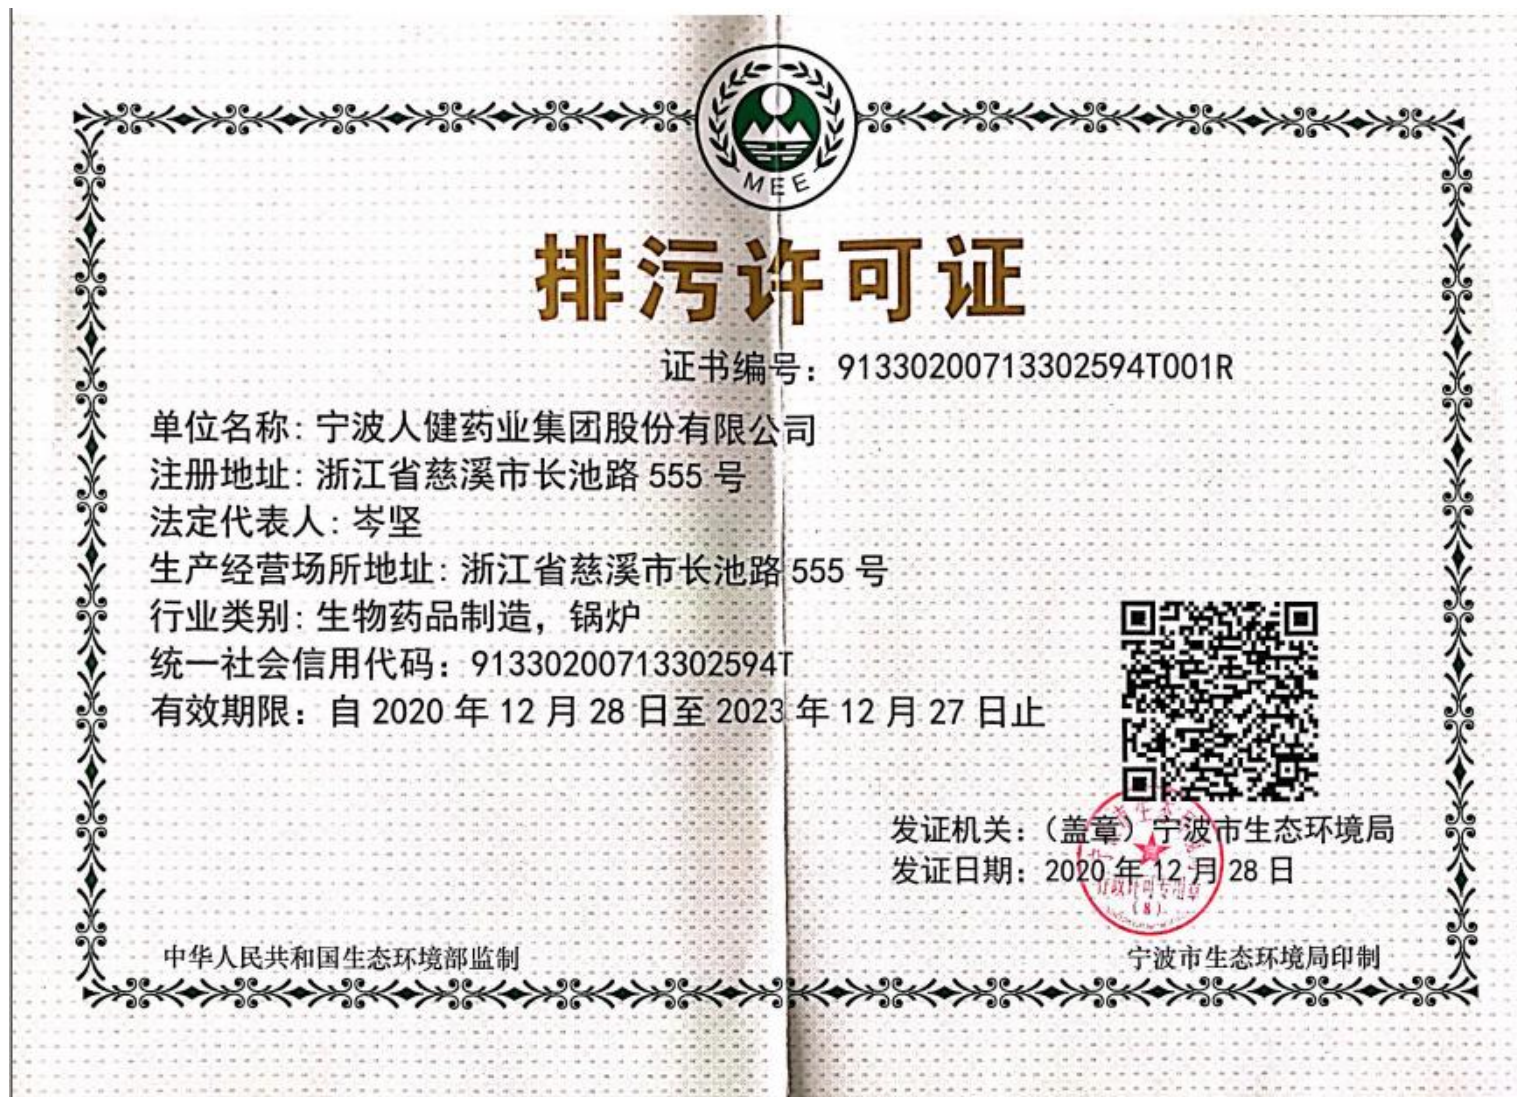 MEE
排污许可证
证书编号：91330200713302594T001R
单位名称：宁波人健药业集团股份有限公司
注册地址：浙江省慈溪市长池路 555 号
法定代表人：岑坚
生产经营场所地址：浙江省慈溪市长池路 555 号
行业类别：生物药品制造，锅炉
统一社会信用代码：91330200713302594T
有效期限：自 2020 年 12 月 28 日至 2023 年 12 月 27 日止
发证机关：（盖章）宁波市生态环境局
发证日期：2020 年 12 月 28 日
行政许可专用章
（8）
中华人民共和国生态环境部监制
宁波市生态环境局印制